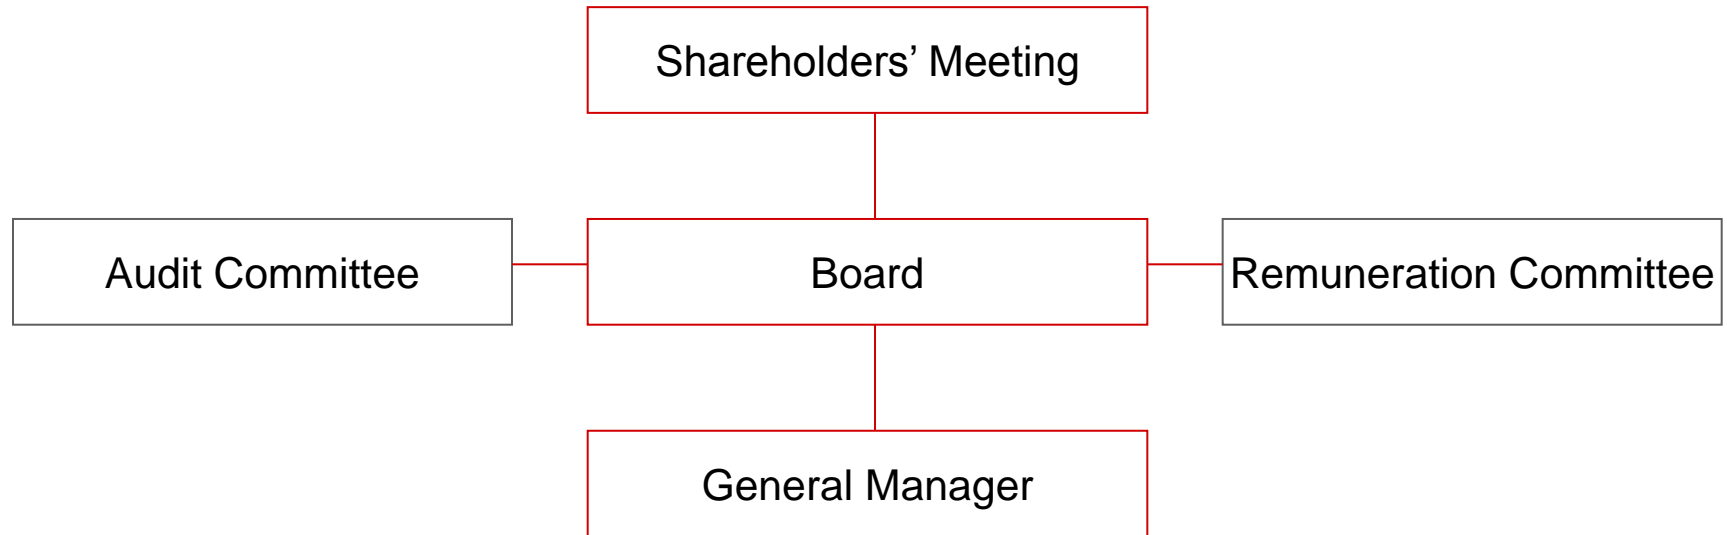 Shareholders’ Meeting
Audit Committee
Board
Remuneration Committee
General Manager